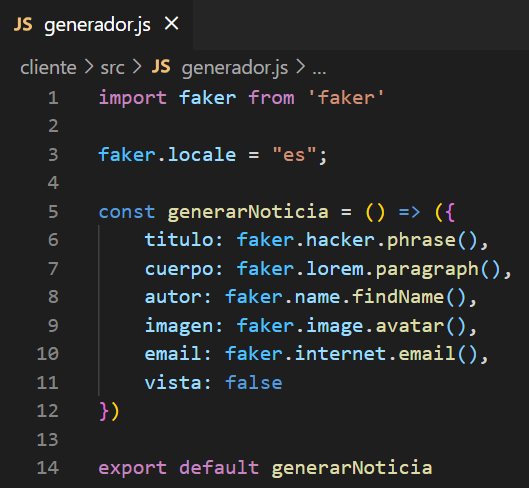 JS generador.js ×
cliente > src > JS generador.js > ...
1 import faker from 'faker'
2
3 faker.locale = "es";
4
5 const generarNoticia = () => ({
6     titulo: faker.hacker.phrase(),
7     cuerpo: faker.lorem.paragraph(),
8     autor: faker.name.findName(),
9     imagen: faker.image.avatar(),
10     email: faker.internet.email(),
11     vista: false
12 })
13
14 export default generarNoticia